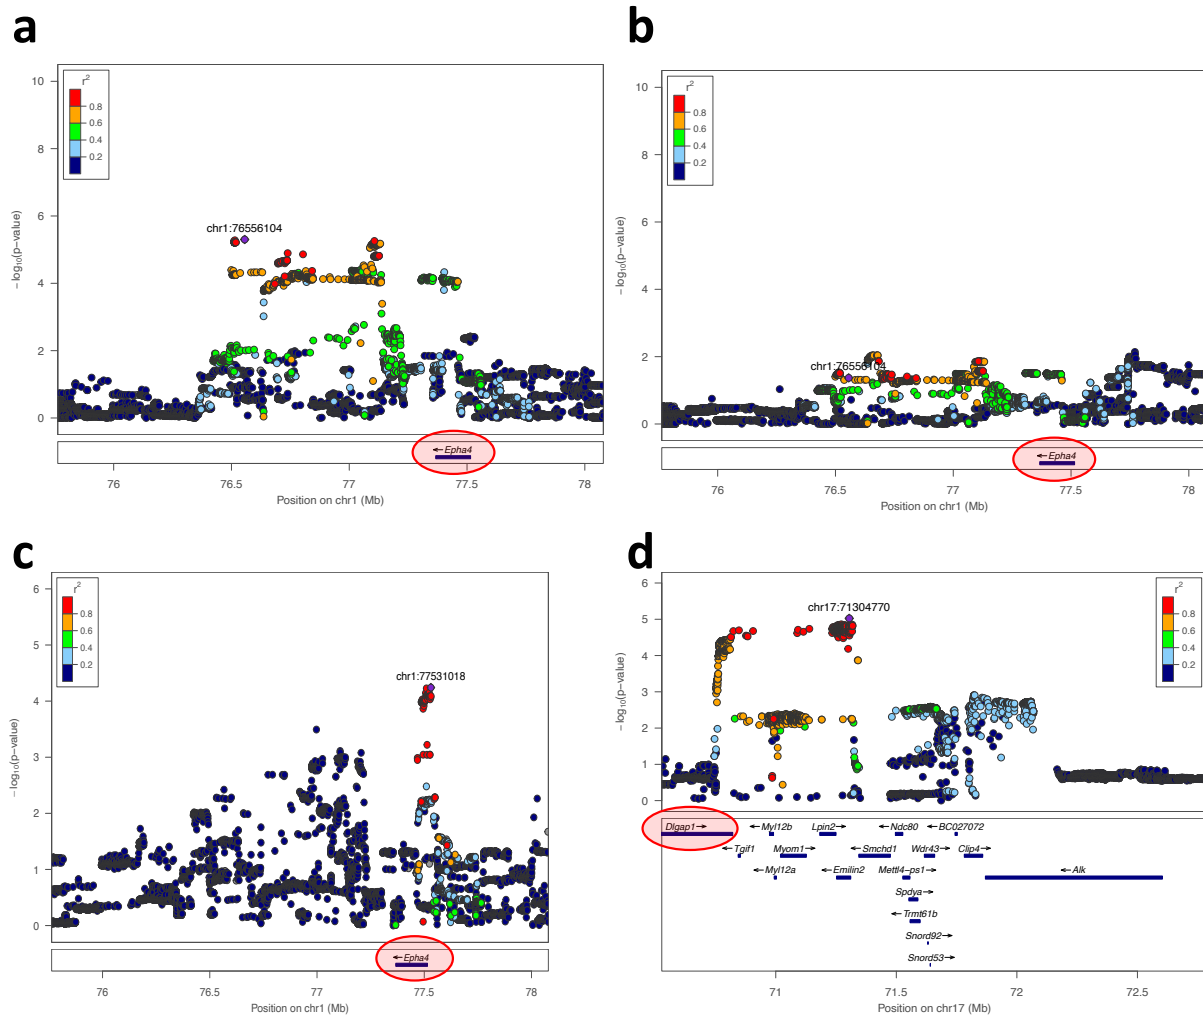 a
r²
0.8
0.6
0.4
0.2
10
8
6
4
2
0
−log₁₀(p−value)
chr1:76556104
←Epha4
76
76.5
77
77.5
78
Position on chr1 (Mb)
b
r²
0.8
0.6
0.4
0.2
10
8
6
4
2
0
−log₁₀(p−value)
chr1:76556104
←Epha4
76
76.5
77
77.5
78
Position on chr1 (Mb)
c
r²
0.8
0.6
0.4
0.2
6
5
4
3
2
1
0
−log₁₀(p−value)
chr1:77531018
←Epha4
76
76.5
77
77.5
78
Position on chr1 (Mb)
d
r²
0.8
0.6
0.4
0.2
6
5
4
3
2
1
0
−log₁₀(p−value)
chr17:71304770
Dlgap1→ ←Myl12b Lpin2→ ←Ndc80 ←BC027072
←Tgif1 Myom1→ ←Smchd1 Wdr43→ Clip4→
←Myl12a ←Emilin2 Mettl4−ps1→ ←Alk
Spdya→
←Trmt61b
Snord92→
Snord53→
71
71.5
72
72.5
Position on chr17 (Mb)